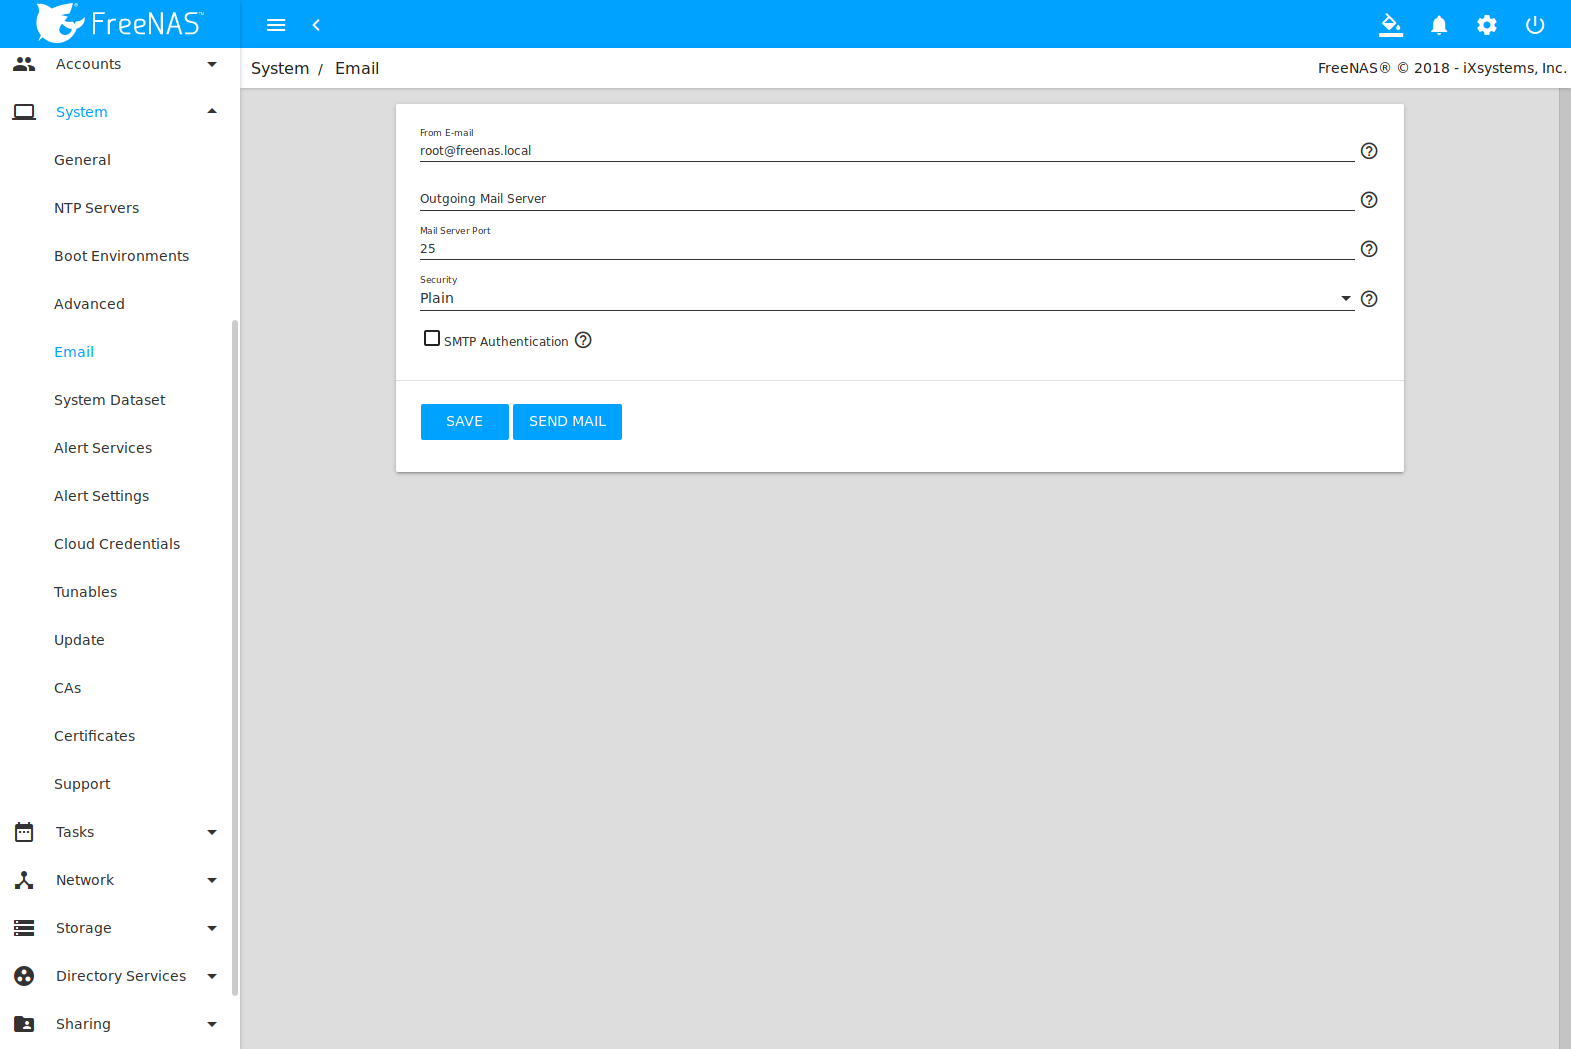 FreeNAS™
System / Email
FreeNAS® © 2018 - iXsystems, Inc.
Accounts
System
General
NTP Servers
Boot Environments
Advanced
Email
System Dataset
Alert Services
Alert Settings
Cloud Credentials
Tunables
Update
CAs
Certificates
Support
Tasks
Network
Storage
Directory Services
Sharing
From E-mail
root@freenas.local
Outgoing Mail Server
Mail Server Port
25
Security
Plain
SMTP Authentication
SAVE SEND MAIL